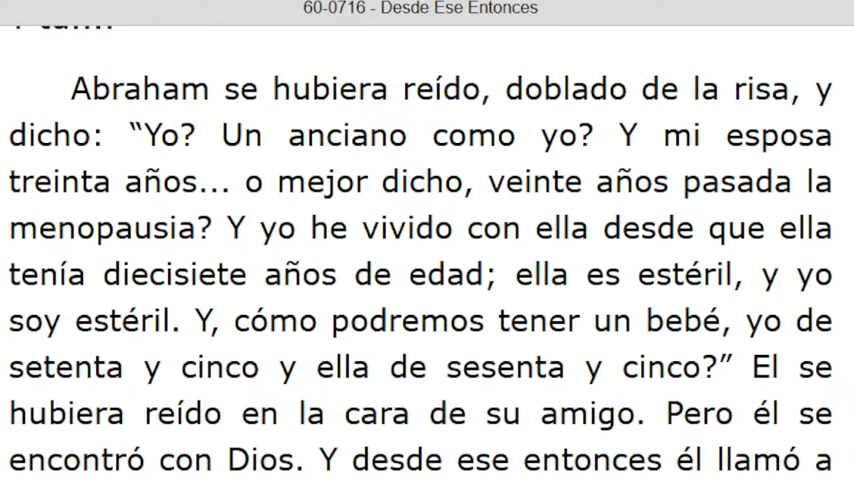 60-0716 - Desde Ese Entonces
Abraham se hubiera reído, doblado de la risa, y
dicho: “Yo? Un anciano como yo? Y mi esposa
treinta años... o mejor dicho, veinte años pasada la
menopausia? Y yo he vivido con ella desde que ella
tenía diecisiete años de edad; ella es estéril, y yo
soy estéril. Y, cómo podremos tener un bebé, yo de
setenta y cinco y ella de sesenta y cinco?” El se
hubiera reído en la cara de su amigo. Pero él se
encontró con Dios. Y desde ese entonces él llamó a